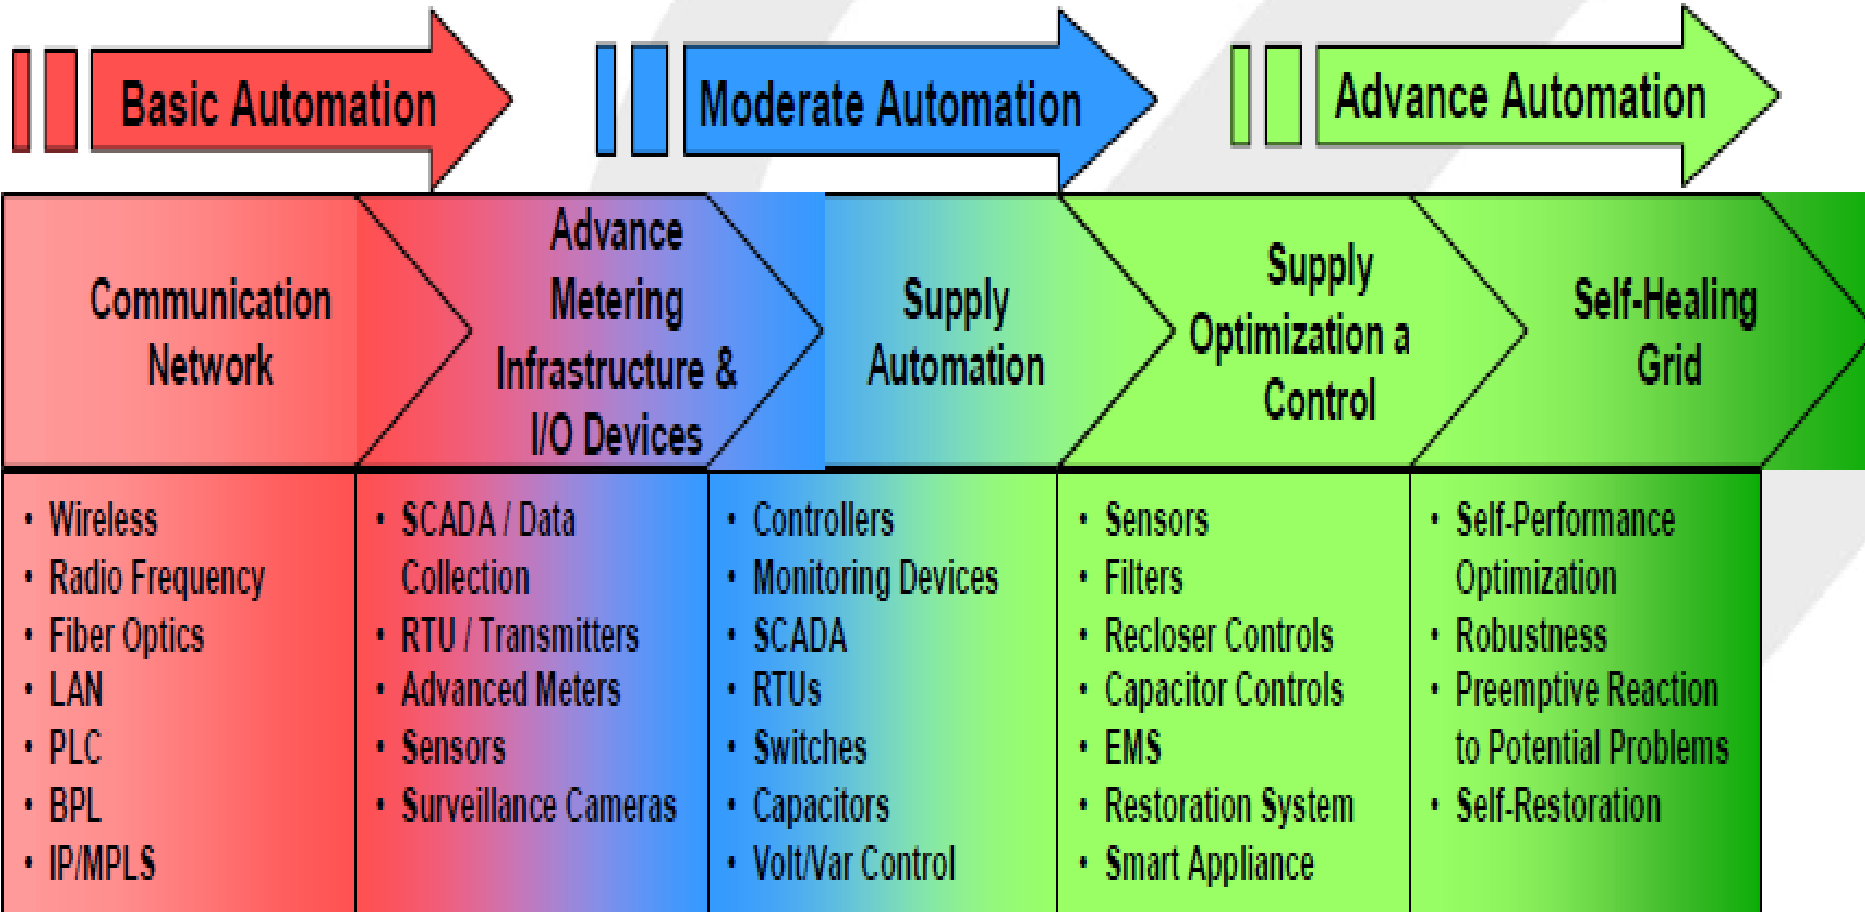 Basic Automation
Moderate Automation
Advance Automation
Communication
Network
Advance
Metering
Infrastructure &
I/O Devices
Supply
Automation
Supply
Optimization a
Control
Self-Healing
Grid
• Wireless
• Radio Frequency
• Fiber Optics
• LAN
• PLC
• BPL
• IP/MPLS
• SCADA / Data
Collection
• RTU / Transmitters
• Advanced Meters
• Sensors
• Surveillance Cameras
• Controllers
• Monitoring Devices
• SCADA
• RTUs
• Switches
• Capacitors
• Volt/Var Control
• Sensors
• Filters
• Recloser Controls
• Capacitor Controls
• EMS
• Restoration System
• Smart Appliance
• Self-Performance
Optimization
• Robustness
• Preemptive Reaction
to Potential Problems
• Self-Restoration